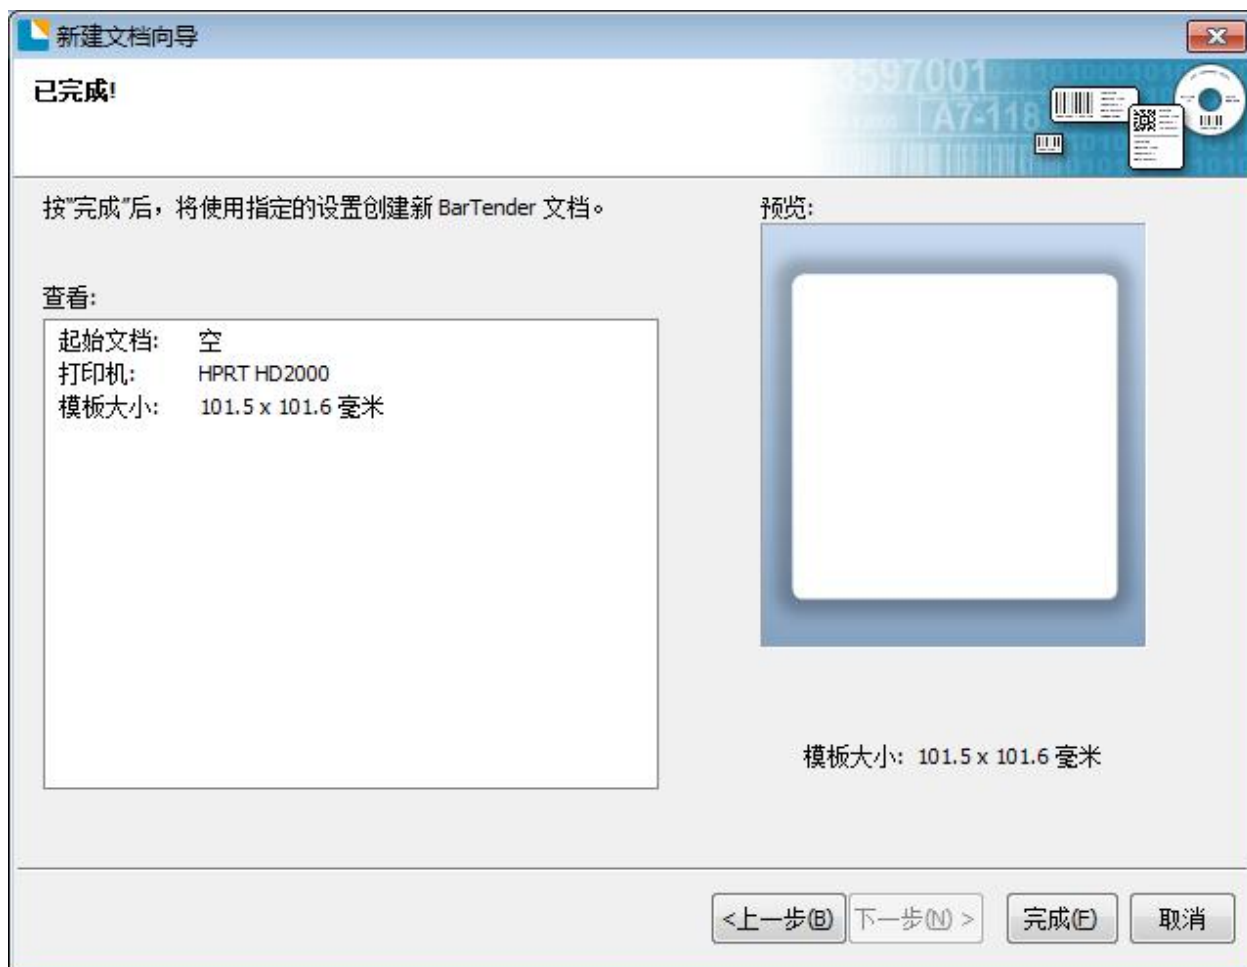 新建文档向导
已完成!
3597001
A7-118
按"完成"后，将使用指定的设置创建新 BarTender 文档。
预览:
查看:
起始文档: 空
打印机: HPRT HD2000
模板大小: 101.5 x 101.6 毫米
模板大小: 101.5 x 101.6 毫米
<上一步(B)
下一步(N) >
完成(F)
取消